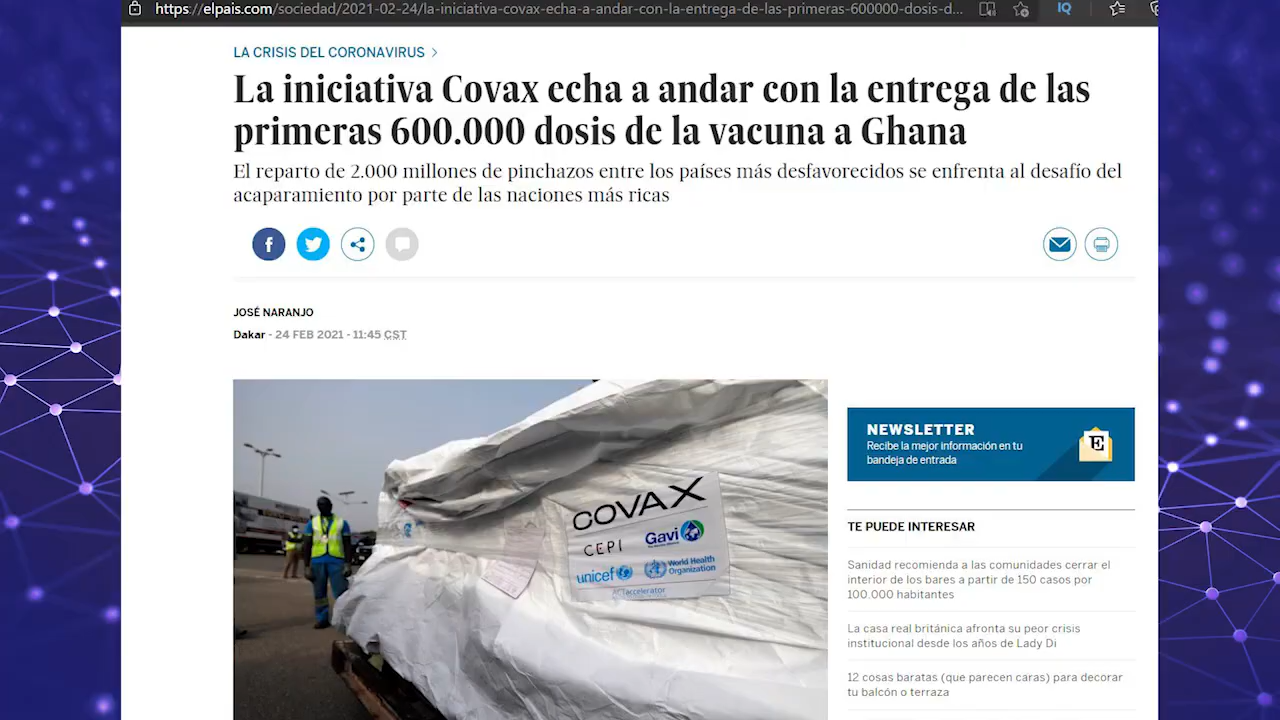 https://elpais.com/sociedad/2021-02-24/la-iniciativa-covax-echa-a-andar-con-la-entrega-de-las-primeras-600000-dosis-d...
IQ
LA CRISIS DEL CORONAVIRUS
La iniciativa Covax echa a andar con la entrega de las
primeras 600.000 dosis de la vacuna a Ghana
El reparto de 2.000 millones de pinchazos entre los países más desfavorecidos se enfrenta al desafío del
acaparamiento por parte de las naciones más ricas
JOSÉ NARANJO
Dakar - 24 FEB 2021 - 11:45 CST
COVAX
CEPI
Gavi
unicef
World Health
Organization
accelerator
NEWSLETTER
Recibe la mejor información en tu
bandeja de entrada
E
TE PUEDE INTERESAR
Sanidad recomienda a las comunidades cerrar el
interior de los bares a partir de 150 casos por
100.000 habitantes
La casa real británica afronta su peor crisis
institucional desde los años de Lady Di
12 cosas baratas (que parecen caras) para decorar
tu balcón o terraza